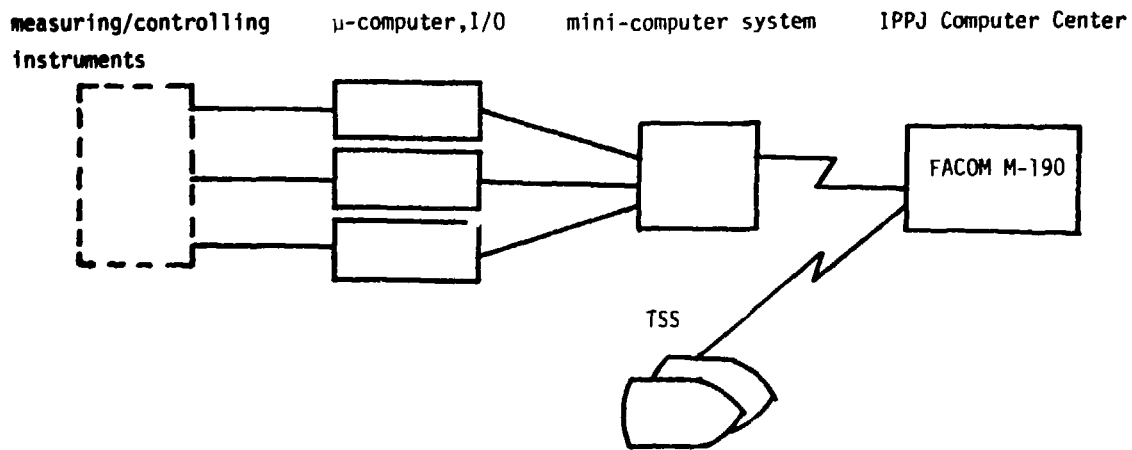 measuring/controlling
instruments
μ-computer,I/O
mini-computer system
IPPJ Computer Center
FACOM M-190
TSS